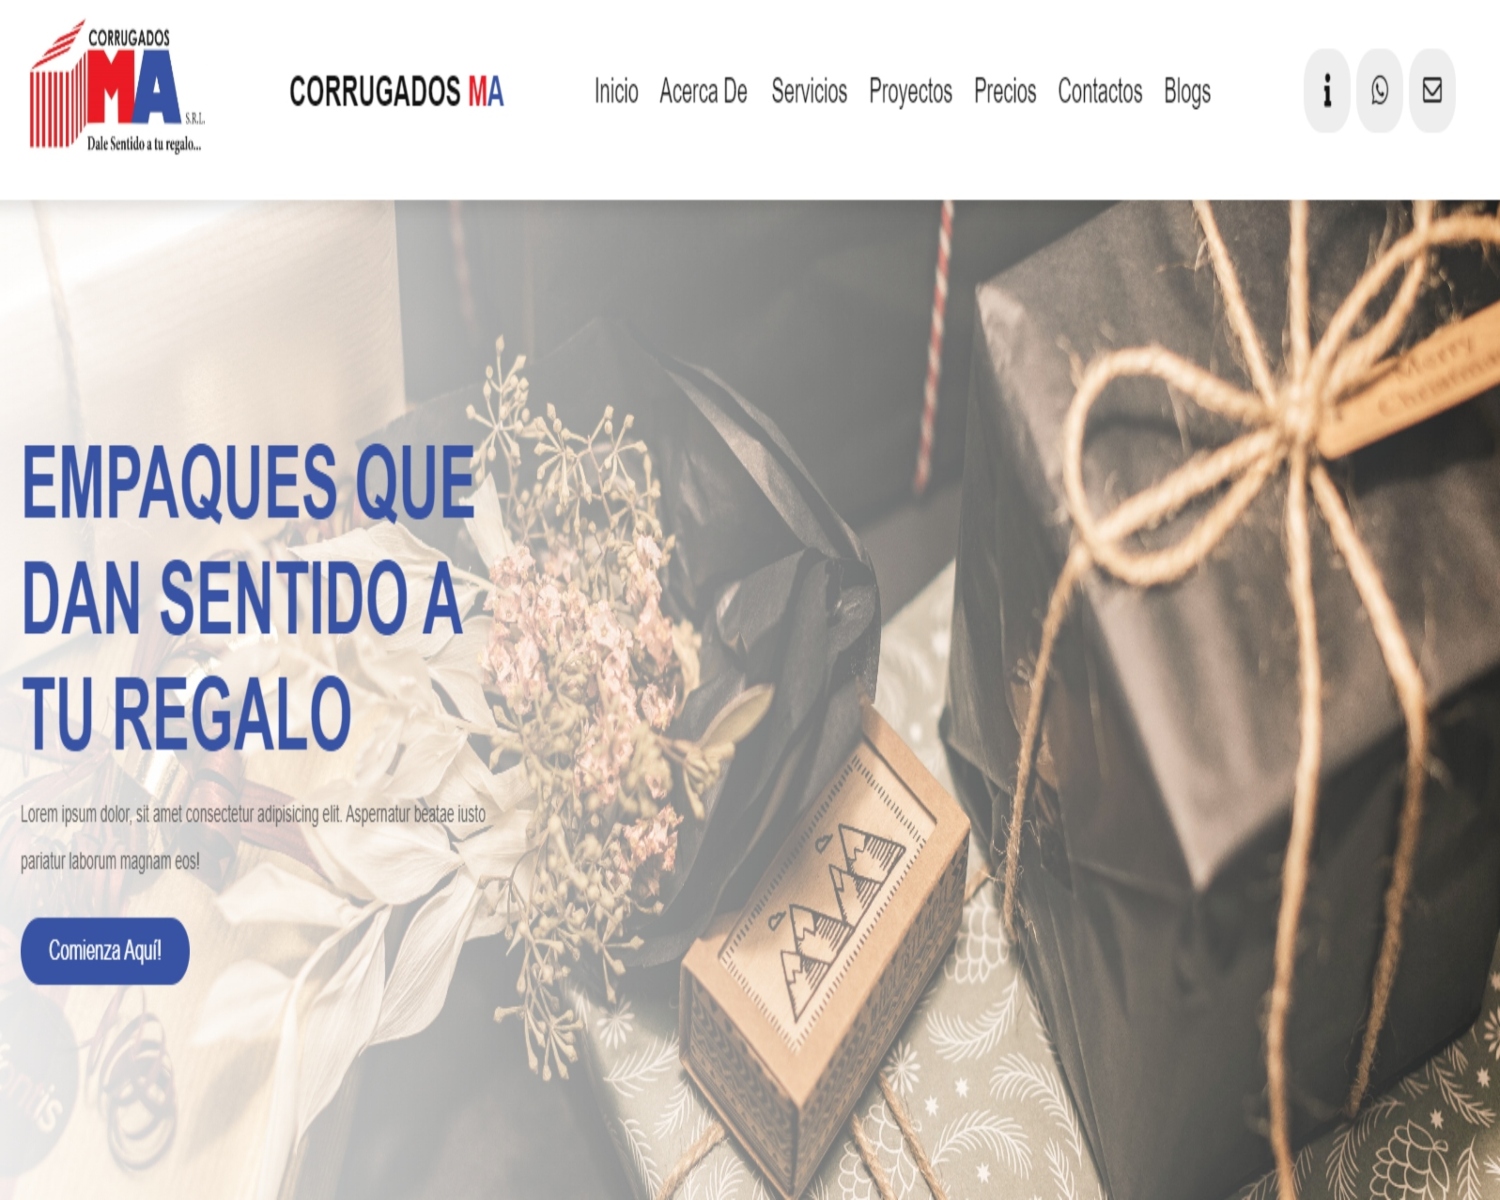 CORRUGADOS
MA
S.R.L.
Dale Sentido a tu regalo...
CORRUGADOS MA
Inicio Acerca De Servicios Proyectos Precios Contactos Blogs
Merry
EMPAQUES QUE
DAN SENTIDO A
TU REGALO
Lorem ipsum dolor, sit amet consectetur adipisicing elit. Aspernatur beatae iusto
pariatur laborum magnam eos!
Comienza Aquí!